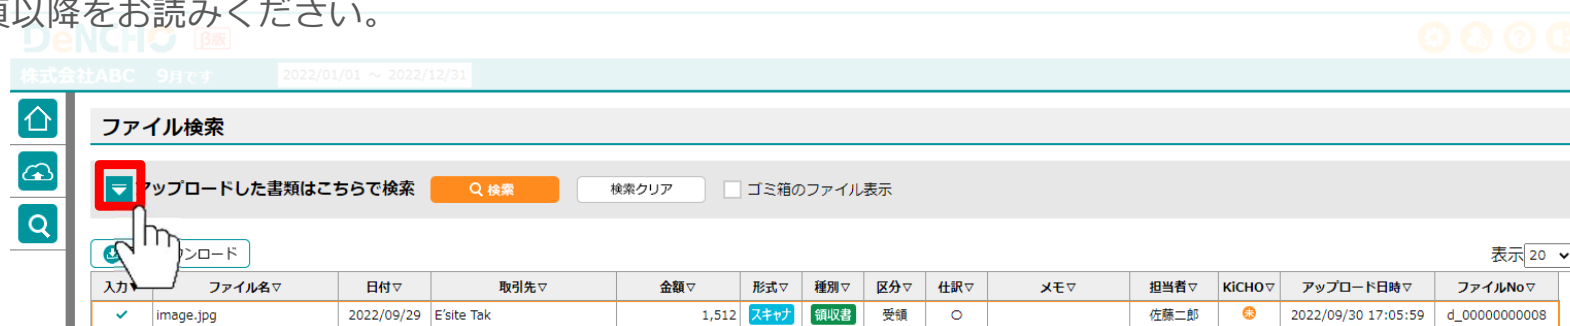 頁以降をお読みください。
DeNCHO β版
株式会社ABC 9月です 2022/01/01 ～ 2022/12/31
ファイル検索
アップロードした書類はこちらで検索 検索 検索クリア ゴミ箱のファイル表示
ンロード 表示 20
入力▼ ファイル名▽ 日付▽ 取引先▽ 金額▽ 形式▽ 種別▽ 区分▽ 仕訳▽ メモ▽ 担当者▽ KiCHO▽ アップロード日時▽ ファイルNo▽
image.jpg 2022/09/29 E'site Tak 1,512 スキャナ 領収書 受領 ○ 佐藤二郎 未 2022/09/30 17:05:59 d_00000000008